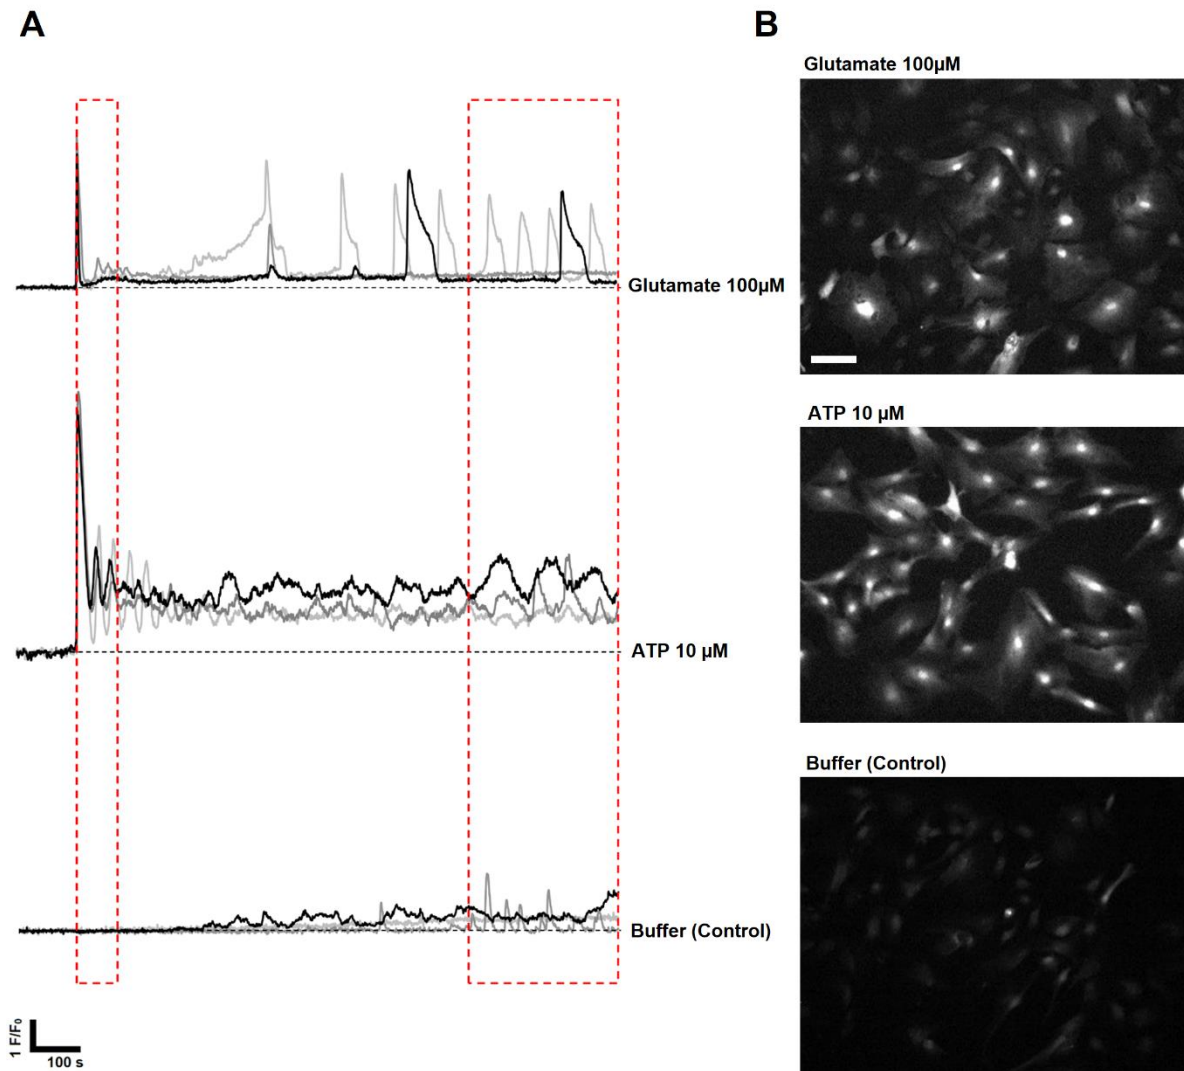 A
Glutamate 100µM
ATP 10 µM
Buffer (Control)
1 F/F₀
100 s
B
Glutamate 100µM
ATP 10 µM
Buffer (Control)